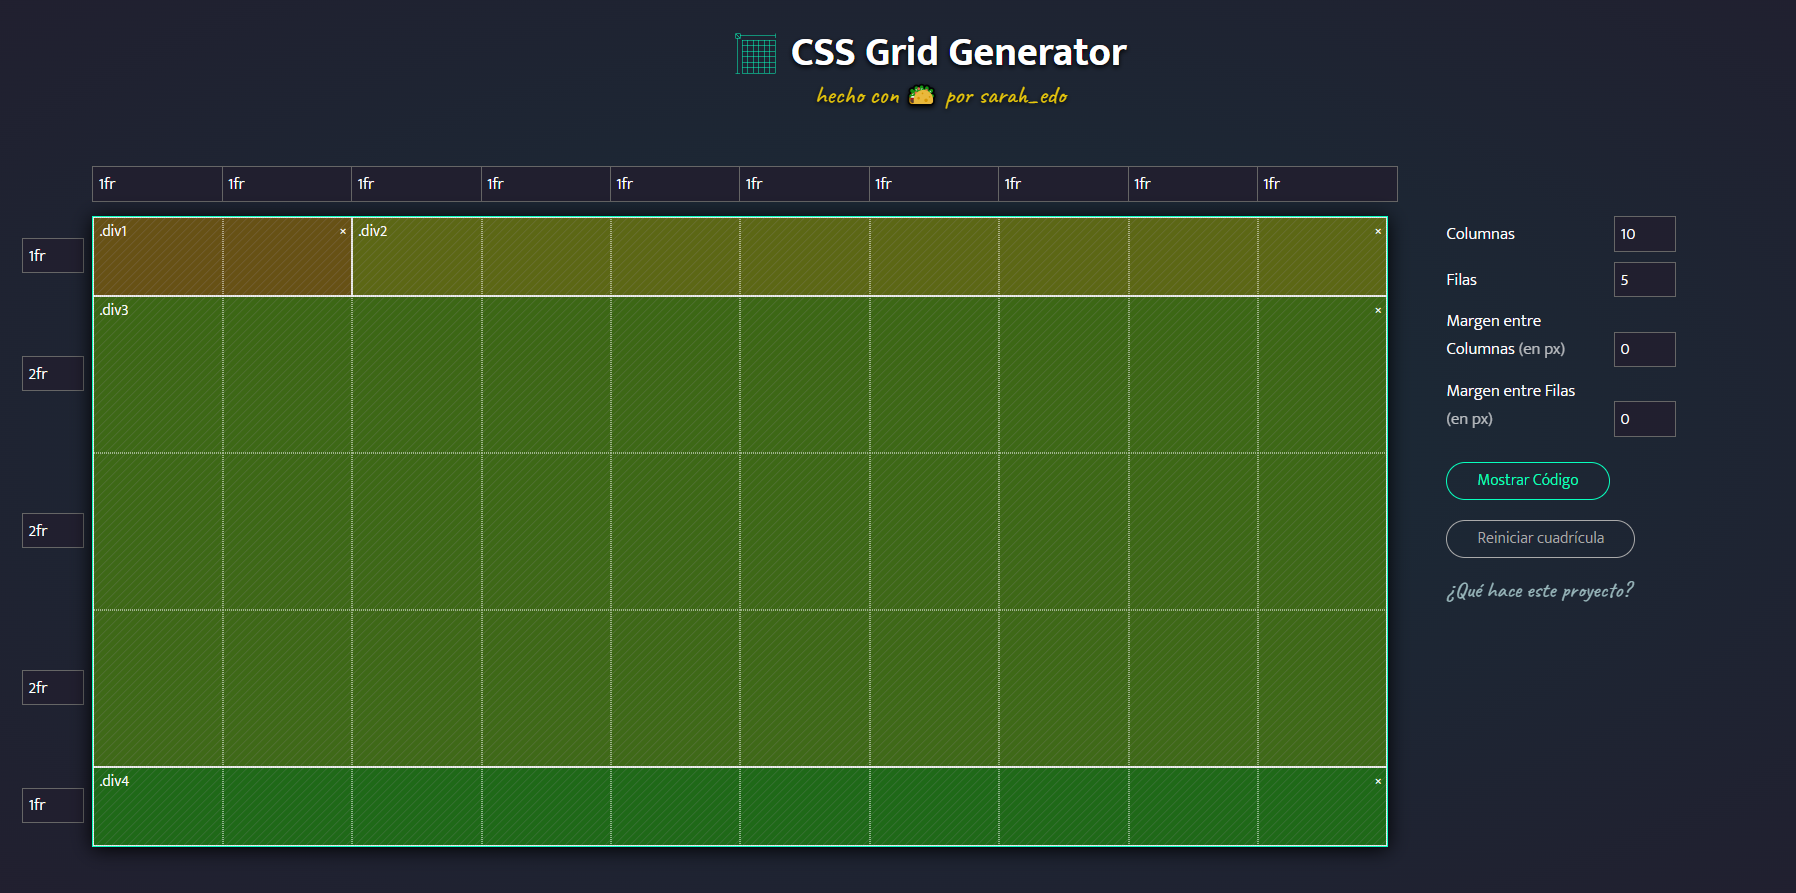 CSS Grid Generator
hecho con por sarah_edo
1fr 1fr 1fr 1fr 1fr 1fr 1fr 1fr 1fr 1fr
.div1 × .div2 ×
1fr
.div3 ×
2fr
2fr
2fr
.div4 ×
1fr
Columnas 10
Filas 5
Margen entre
Columnas (en px) 0
Margen entre Filas
(en px) 0
Mostrar Código
Reiniciar cuadrícula
¿Qué hace este proyecto?